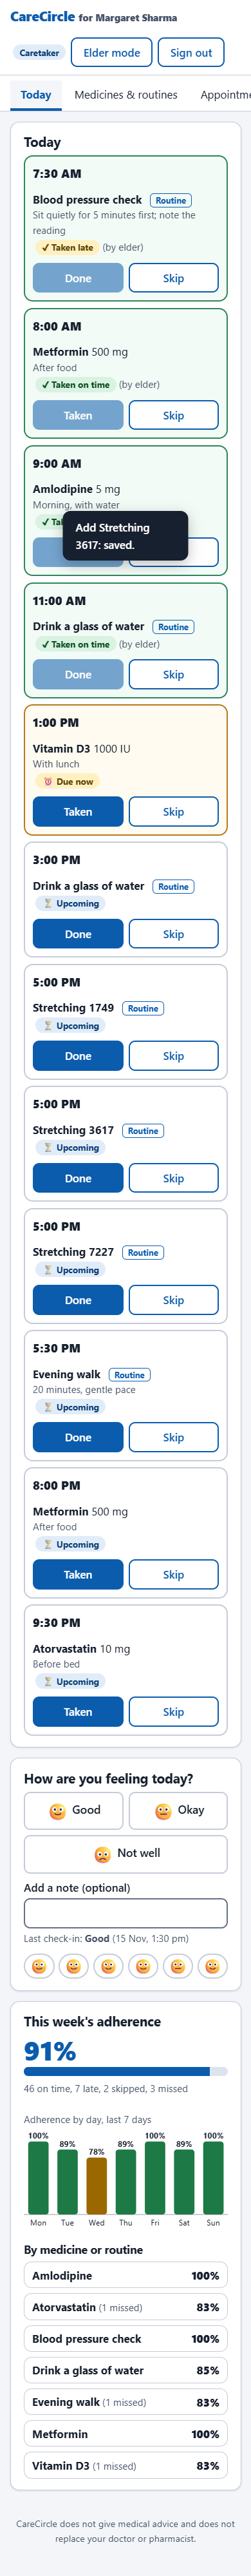 CareCircle for Margaret Sharma
Caretaker
Elder mode
Sign out
Today
Medicines & routines
Today
7:30 AM
Blood pressure check Routine
Sit quietly for 5 minutes first; note the
reading
✓ Taken late (by elder)
Done
Skip
8:00 AM
Metformin 500 mg
After food
✓ Taken on time (by elder)
Taken
Skip
9:00 AM
Amlodipine 5 mg
Morning, with water
Add Stretching
3617: saved.
11:00 AM
Drink a glass of water Routine
✓ Taken on time (by elder)
Done
Skip
1:00 PM
Vitamin D3 1000 IU
With lunch
Due now
Taken
Skip
3:00 PM
Drink a glass of water Routine
Upcoming
Done
Skip
5:00 PM
Stretching 1749 Routine
Upcoming
Done
Skip
5:00 PM
Stretching 3617 Routine
Upcoming
Done
Skip
5:00 PM
Stretching 7227 Routine
Upcoming
Done
Skip
5:30 PM
Evening walk Routine
20 minutes, gentle pace
Upcoming
Done
Skip
8:00 PM
Metformin 500 mg
After food
Upcoming
Taken
Skip
9:30 PM
Atorvastatin 10 mg
Before bed
Upcoming
Taken
Skip
How are you feeling today?
Good
Okay
Not well
Add a note (optional)
Last check-in: Good (15 Nov, 1:30 pm)
This week's adherence
91%
46 on time, 7 late, 2 skipped, 3 missed
Adherence by day, last 7 days
100% 89% 78% 89% 100% 89% 100%
Mon Tue Wed Thu Fri Sat Sun
By medicine or routine
Amlodipine 100%
Atorvastatin (1 missed) 83%
Blood pressure check 100%
Drink a glass of water 85%
Evening walk (1 missed) 83%
Metformin 100%
Vitamin D3 (1 missed) 83%
CareCircle does not give medical advice and does not
replace your doctor or pharmacist.